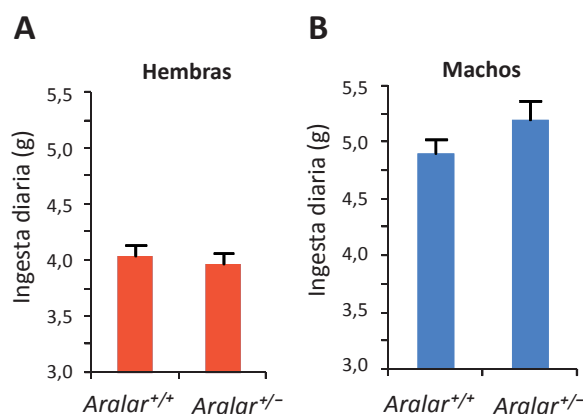 A
Hembras
Ingesta diaria (g)
5,5
5,0
4,5
4,0
3,5
3,0
Aralar+/+ Aralar+/−
B
Machos
Ingesta diaria (g)
5,5
5,0
4,5
4,0
3,5
3,0
Aralar+/+ Aralar+/−